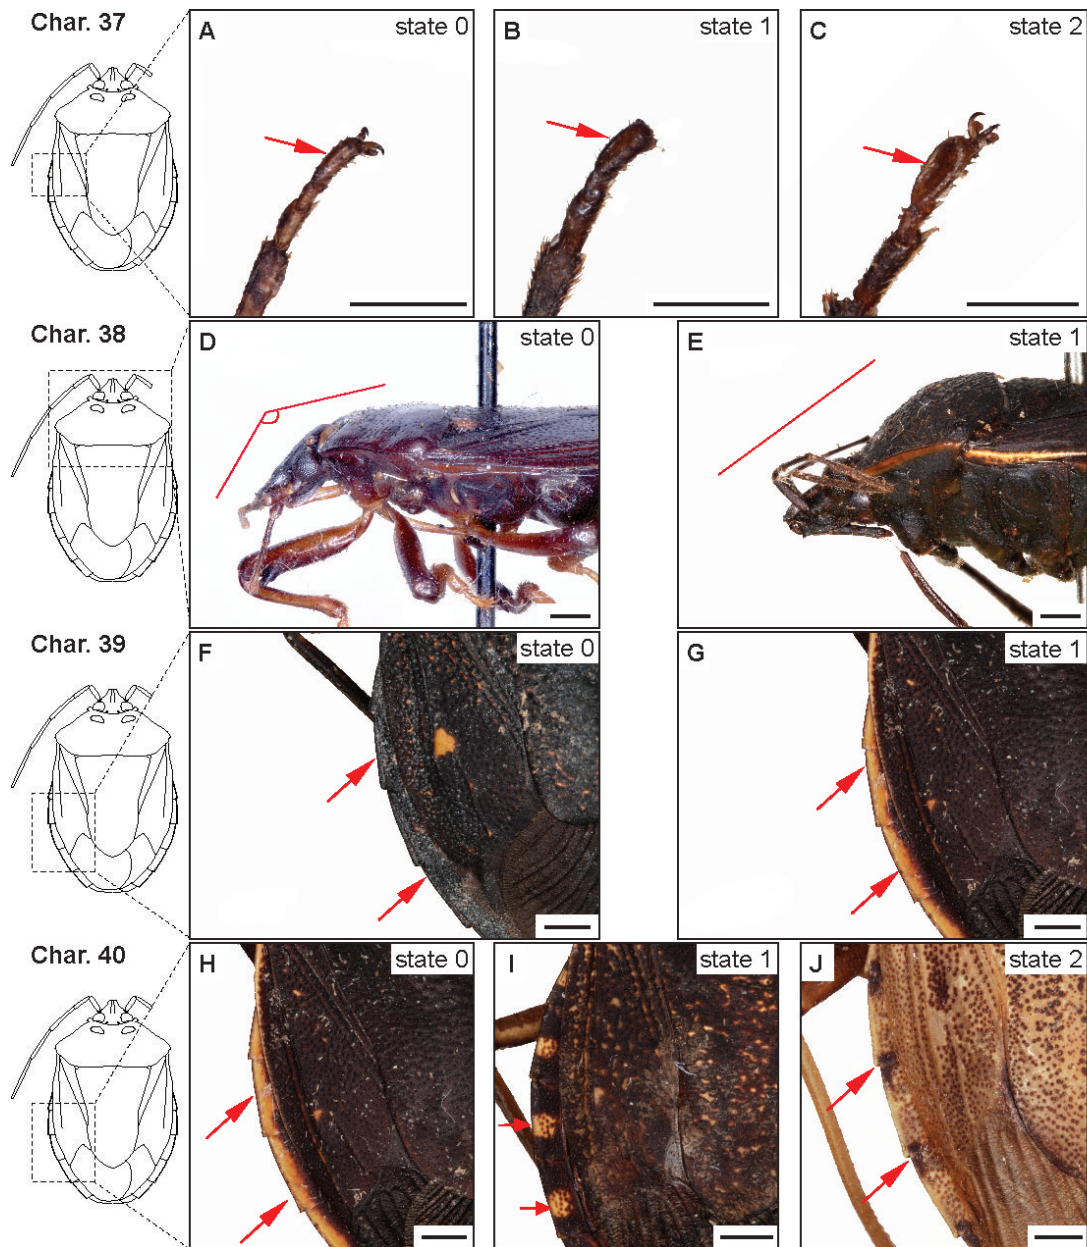 Char. 37
A state 0
B state 1
C state 2
Char. 38
D state 0
E state 1
Char. 39
F state 0
G state 1
Char. 40
H state 0
I state 1
J state 2